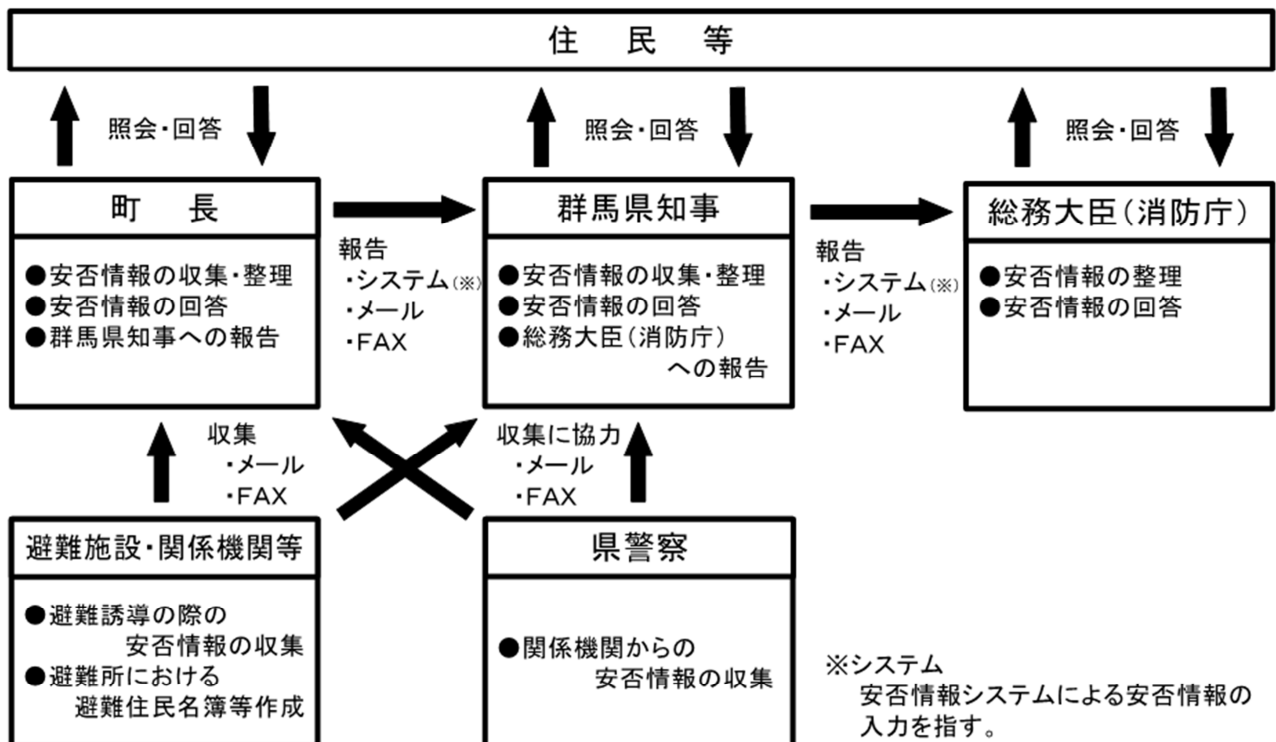 住民等
照会・回答
照会・回答
照会・回答
町長
●安否情報の収集・整理
●安否情報の回答
●群馬県知事への報告
報告
・システム(※)
・メール
・FAX
群馬県知事
●安否情報の収集・整理
●安否情報の回答
●総務大臣(消防庁)
への報告
報告
・システム(※)
・メール
・FAX
総務大臣(消防庁)
●安否情報の整理
●安否情報の回答
収集
・メール
・FAX
収集に協力
・メール
・FAX
避難施設・関係機関等
●避難誘導の際の
安否情報の収集
●避難所における
避難住民名簿等作成
県警察
●関係機関からの
安否情報の収集
※システム
安否情報システムによる安否情報の
入力を指す。